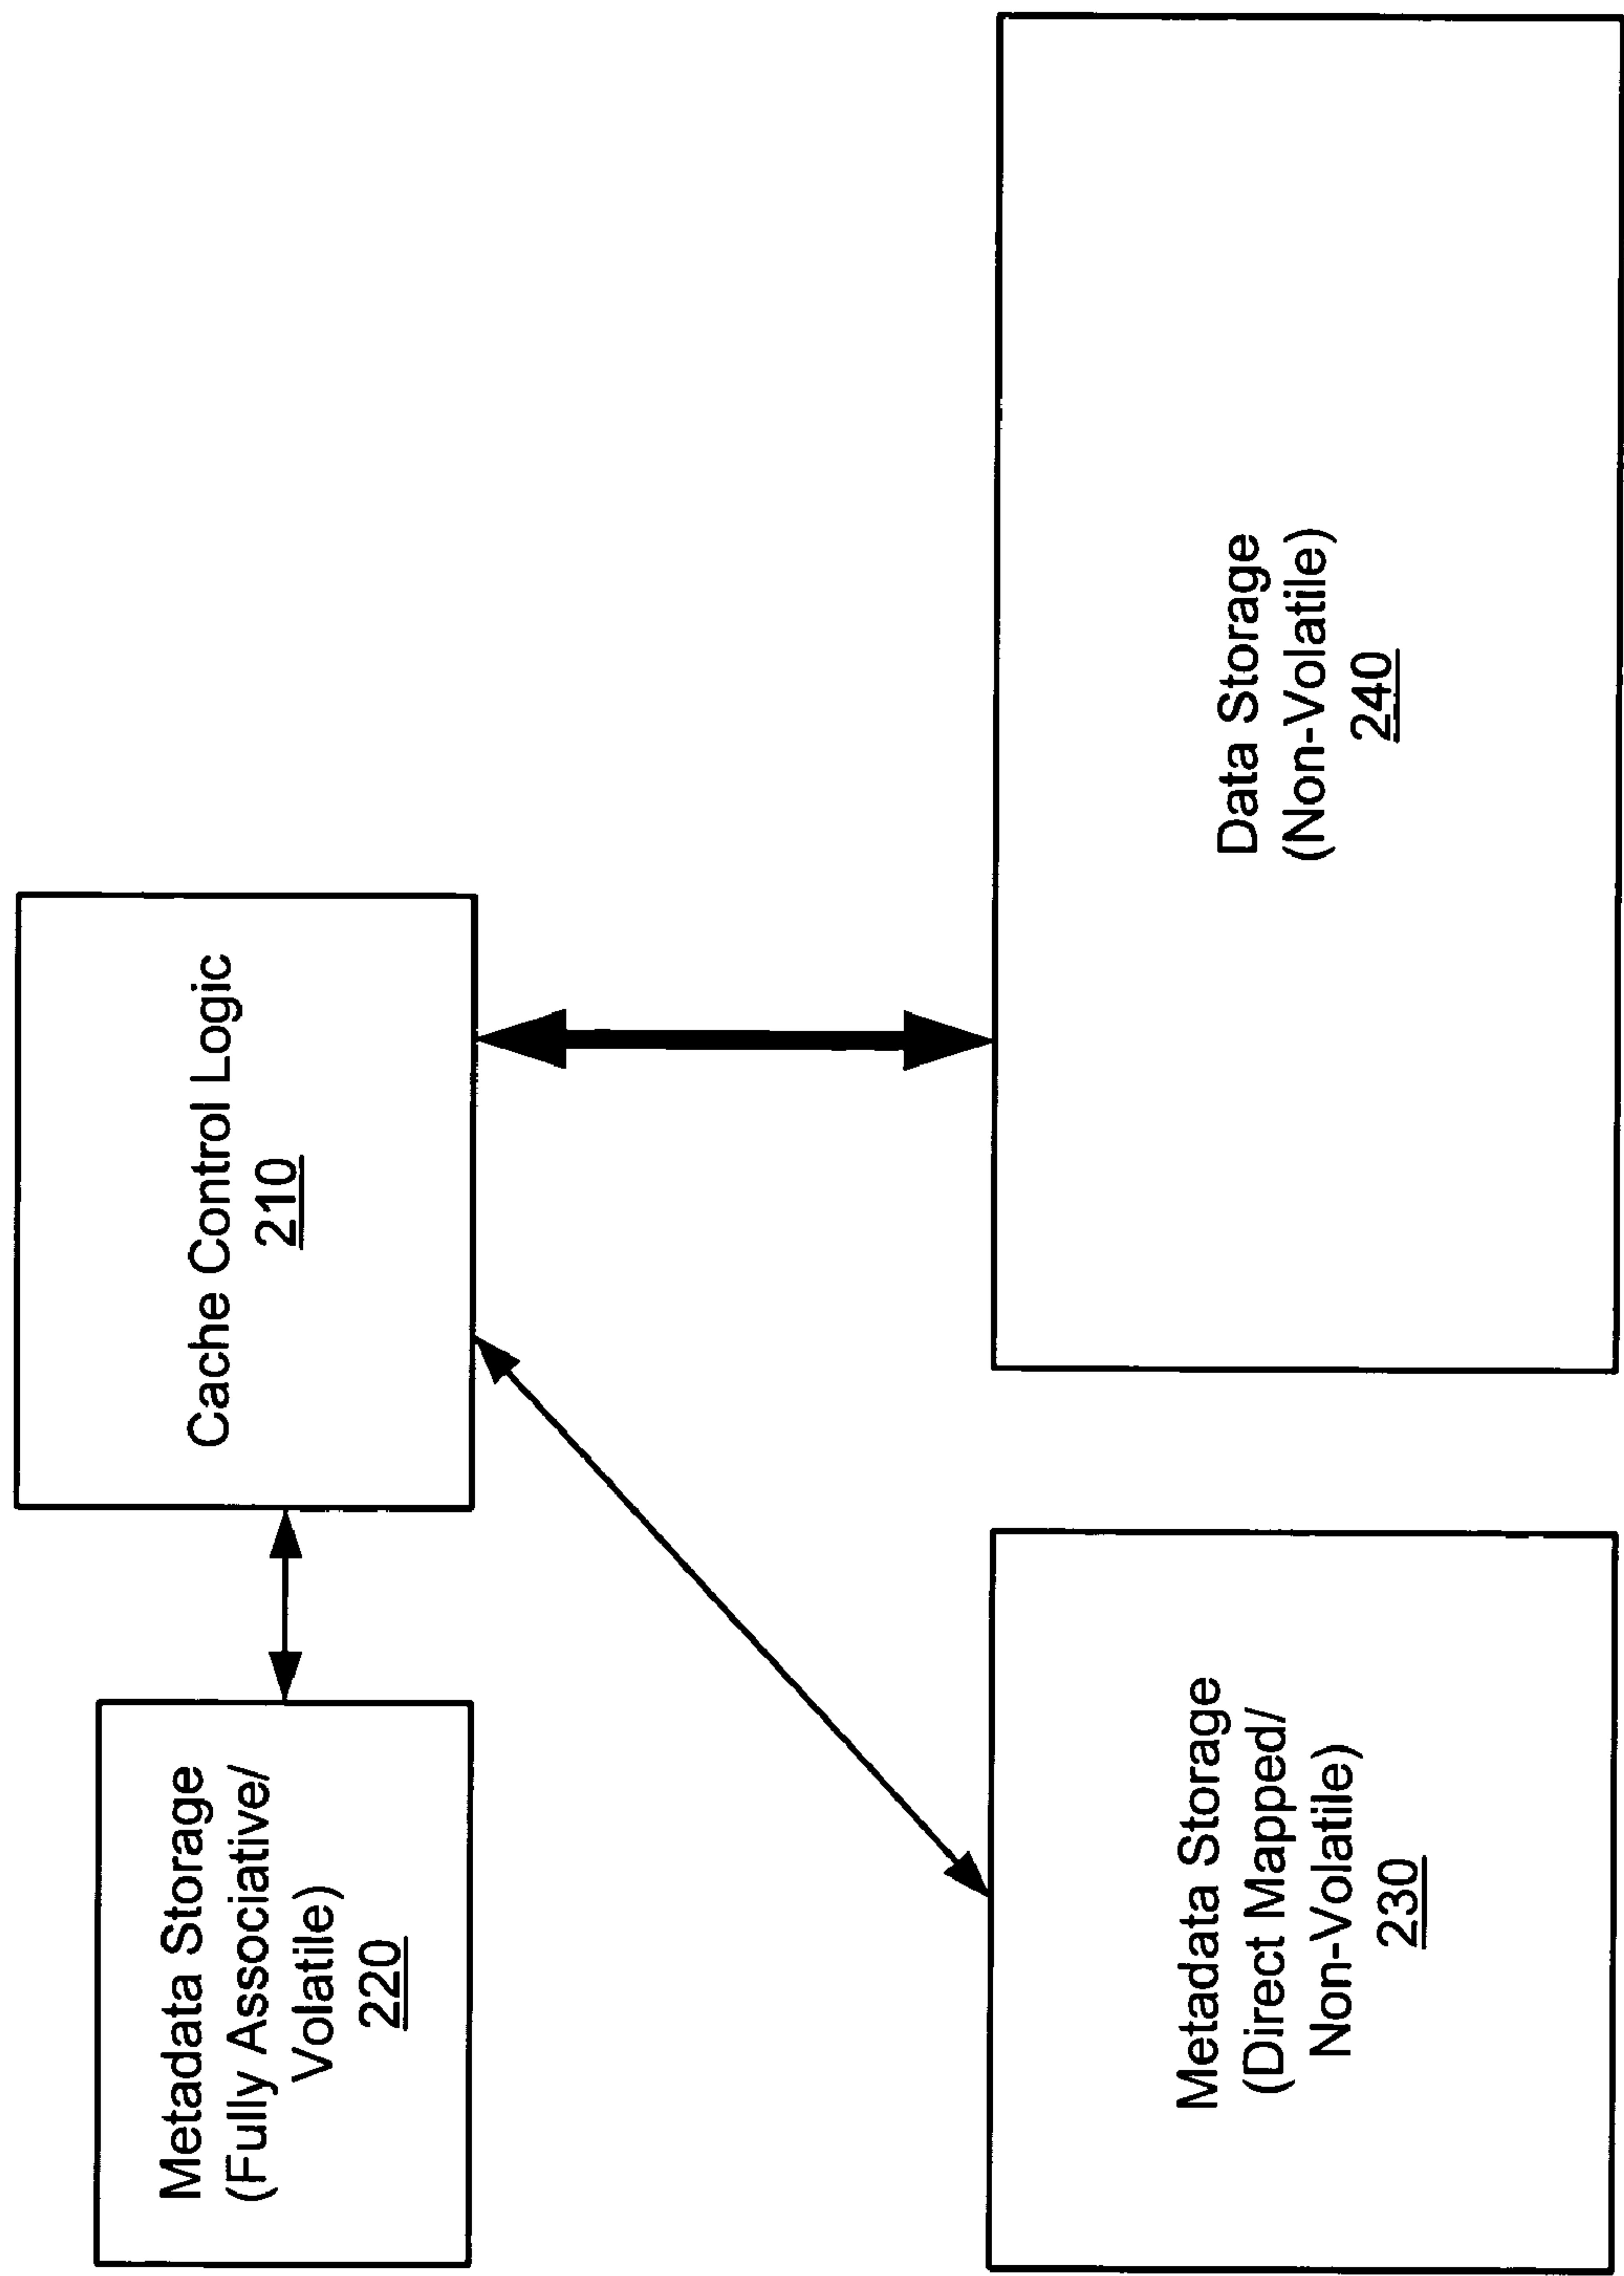 Metadata Storage
(Fully Associative/
Volatile)
220
Cache Control Logic
210
Metadata Storage
(Direct Mapped/
Non-Volatile)
230
Data Storage
(Non-Volatile)
240